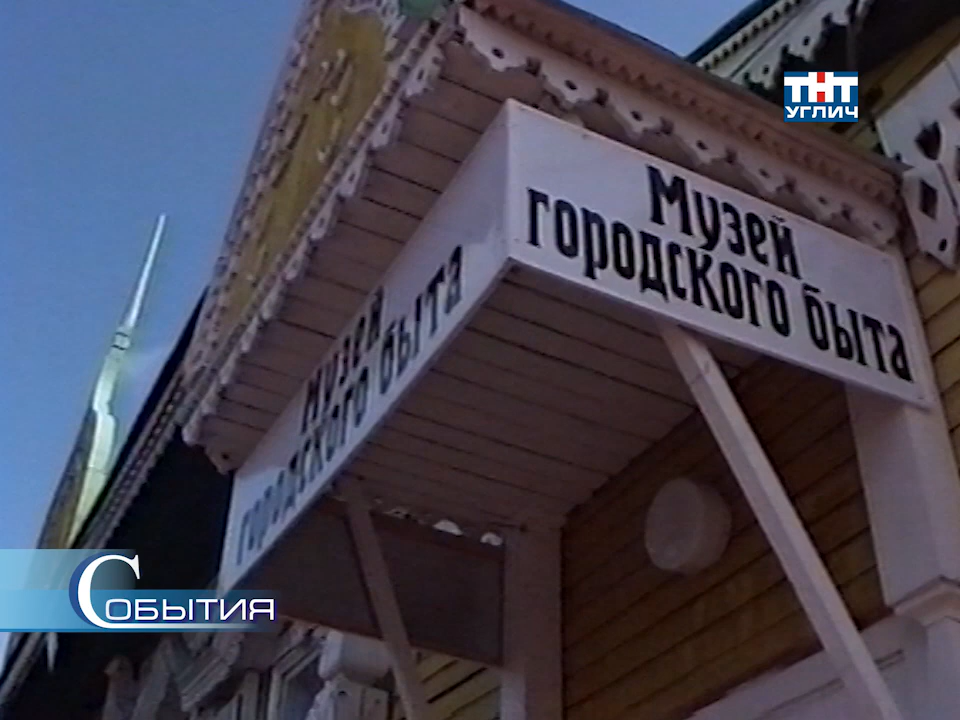 ТНТ
УГЛИЧ
Музей
городского быта
Музей
городского быта
События